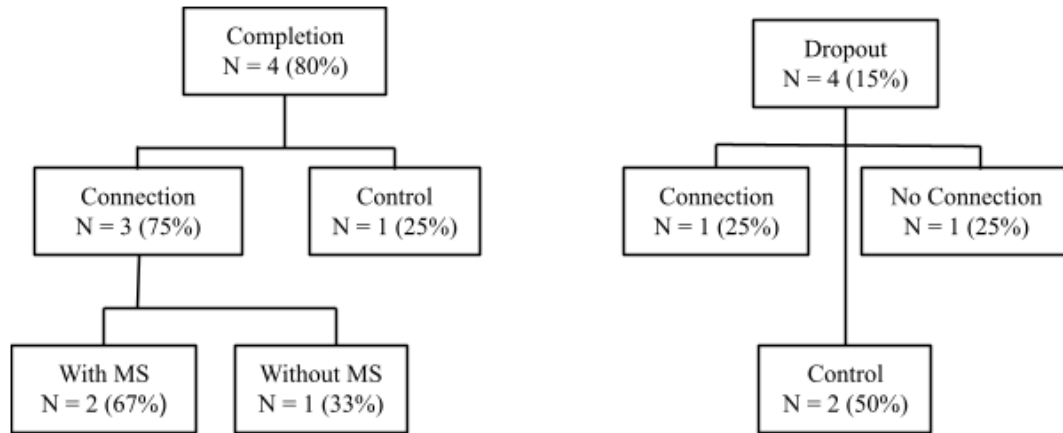 Completion
N = 4 (80%)
Dropout
N = 4 (15%)
Connection
N = 3 (75%)
Control
N = 1 (25%)
Connection
N = 1 (25%)
No Connection
N = 1 (25%)
With MS
N = 2 (67%)
Without MS
N = 1 (33%)
Control
N = 2 (50%)